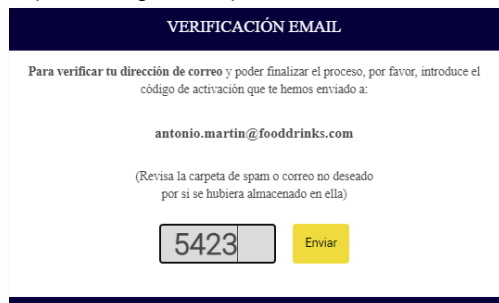 VERIFICACIÓN EMAIL
Para verificar tu dirección de correo y poder finalizar el proceso, por favor, introduce el
código de activación que te hemos enviado a:
antonio.martin@fooddrinks.com
(Revisa la carpeta de spam o correo no deseado
por si se hubiera almacenado en ella)
5423 Enviar